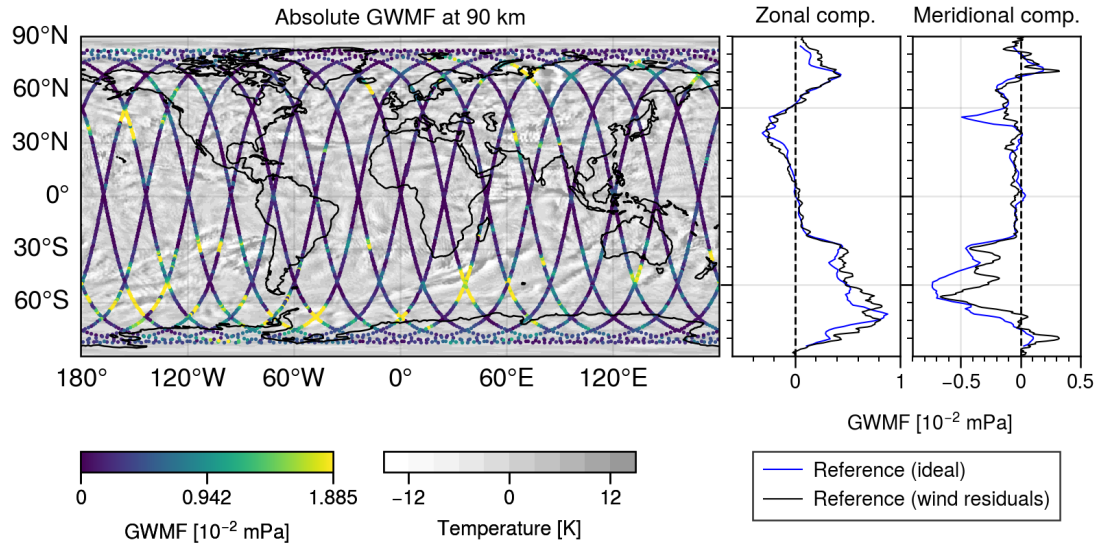 Absolute GWMF at 90 km
Zonal comp.
Meridional comp.
90°N
60°N
30°N
0°
30°S
60°S
180°
120°W
60°W
0°
60°E
120°E
0
1
−0.5
0
0.5
GWMF [10⁻² mPa]
0
0.942
1.885
GWMF [10⁻² mPa]
−12
0
12
Temperature [K]
Reference (ideal)
Reference (wind residuals)